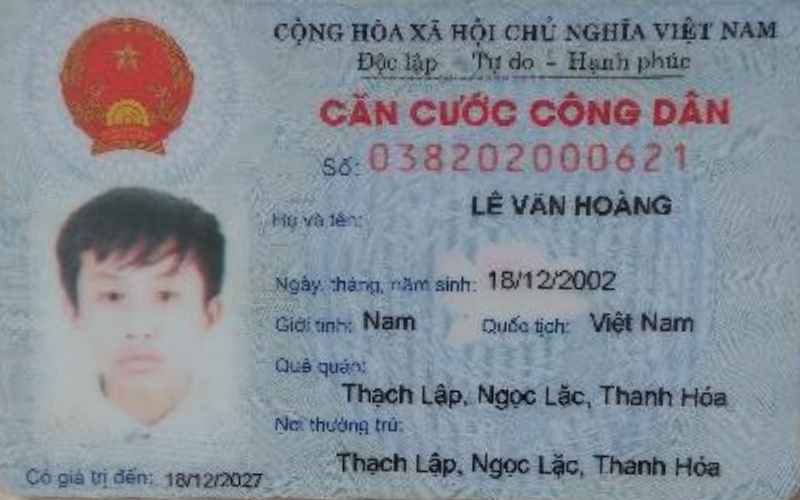 CỘNG HÒA XÃ HỘI CHỦ NGHĨA VIỆT NAM
Độc lập - Tự do - Hạnh phúc
CĂN CƯỚC CÔNG DÂN
Số: 038202000621
Họ và tên: LÊ VĂN HOÀNG
Ngày, tháng, năm sinh: 18/12/2002
Giới tính: Nam Quốc tịch: Việt Nam
Quê quán:
Thạch Lập, Ngọc Lặc, Thanh Hóa
Nơi thường trú:
Thạch Lập, Ngọc Lặc, Thanh Hóa
Có giá trị đến: 18/12/2027